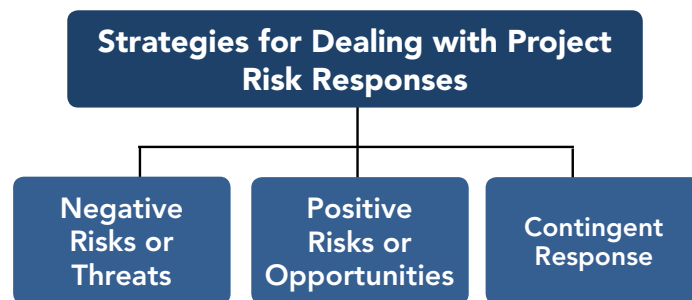 Strategies for Dealing with Project
Risk Responses
Negative
Risks or
Threats
Positive
Risks or
Opportunities
Contingent
Response